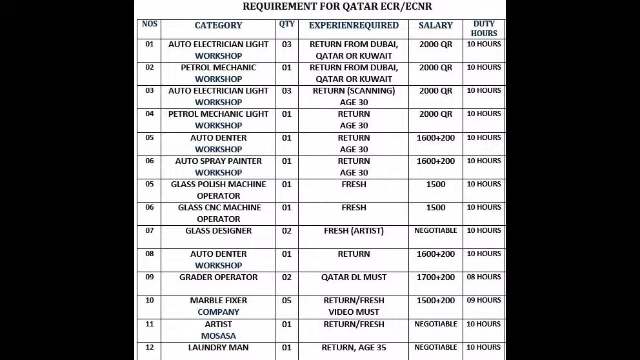 REQUIREMENT FOR QATAR ECR/ECNR
NOS CATEGORY QTY EXPERIENREQUIRED SALARY DUTY HOURS
01 AUTO ELECTRICIAN LIGHT WORKSHOP 03 RETURN FROM DUBAI, QATAR OR KUWAIT 2000 QR 10 HOURS
02 PETROL MECHANIC WORKSHOP 01 RETURN FROM DUBAI, QATAR OR KUWAIT 2000 QR 10 HOURS
03 AUTO ELECTRICIAN LIGHT WORKSHOP 03 RETURN (SCANNING) AGE 30 2000 QR 10 HOURS
04 PETROL MECHANIC LIGHT WORKSHOP 01 RETURN AGE 30 2000 QR 10 HOURS
05 AUTO DENTER WORKSHOP 01 RETURN AGE 30 1600+200 10 HOURS
06 AUTO SPRAY PAINTER WORKSHOP 01 RETURN AGE 30 1600+200 10 HOURS
05 GLASS POLISH MACHINE OPERATOR 01 FRESH 1500 10 HOURS
06 GLASS CNC MACHINE OPERATOR 01 FRESH 1500 10 HOURS
07 GLASS DESIGNER 02 FRESH (ARTIST) NEGOTIABLE 10 HOURS
08 AUTO DENTER WORKSHOP 01 RETURN 1600+200 10 HOURS
09 GRADER OPERATOR 02 QATAR DL MUST 1700+200 08 HOURS
10 MARBLE FIXER COMPANY 05 RETURN/FRESH VIDEO MUST 1500+200 09 HOURS
11 ARTIST MOSASA 01 RETURN/FRESH NEGOTIABLE 10 HOURS
12 LAUNDRY MAN 01 RETURN, AGE 35 NEGOTIABLE 10 HOURS